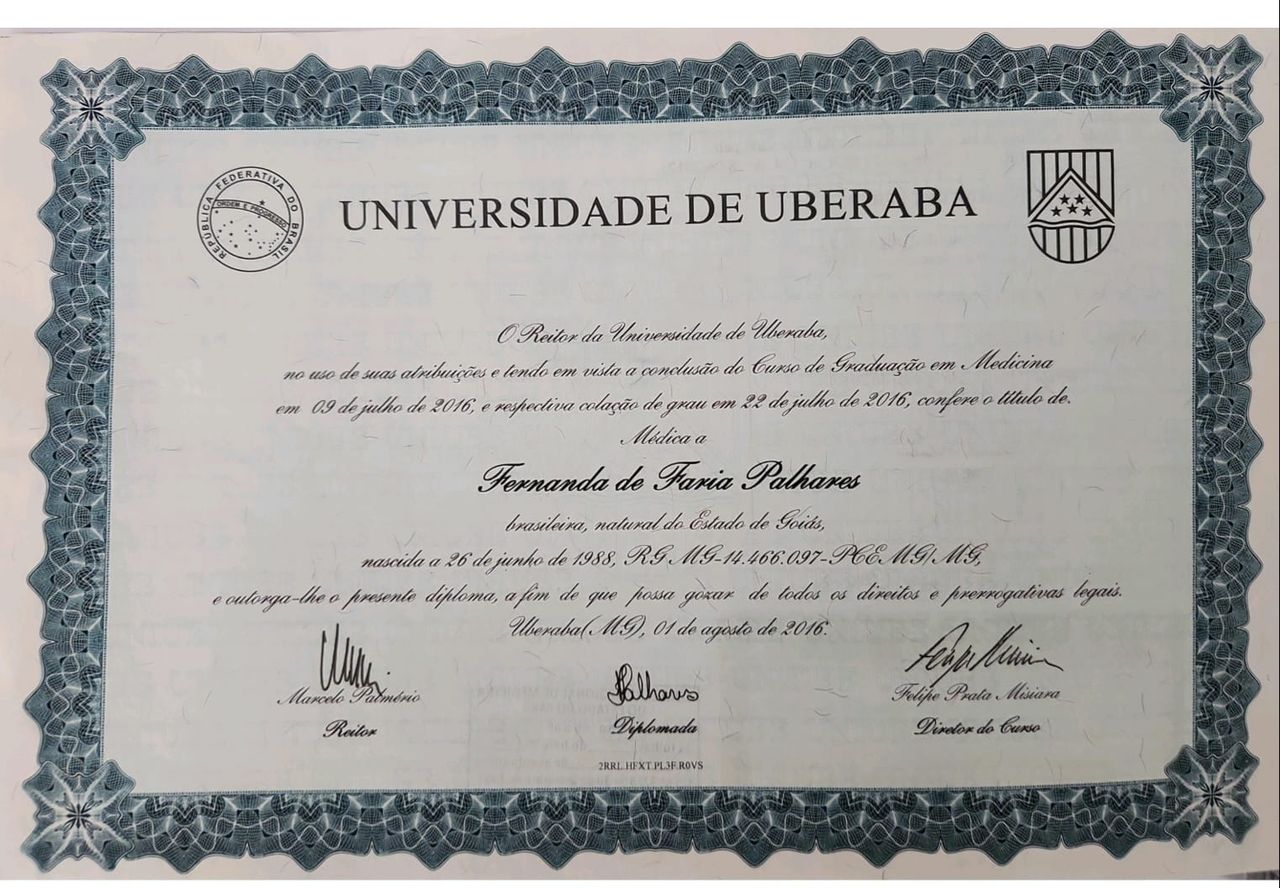 REPÚBLICA FEDERATIVA DO BRASIL
ORDEM E PROGRESSO
UNIVERSIDADE DE UBERABA
O Reitor da Universidade de Uberaba,
no uso de suas atribuições e tendo em vista a conclusão do Curso de Graduação em Medicina
em 09 de julho de 2016, e respectiva colação de grau em 22 de julho de 2016, confere o título de.
Médica a
Fernanda de Faria Palhares
brasileira, natural do Estado de Goiás,
nascida a 26 de junho de 1988, RG MG-14.466.097-PCEMG/MG,
e outorga-lhe o presente diploma, a fim de que possa gozar de todos os direitos e prerrogativas legais.
Uberaba(MG), 01 de agosto de 2016.
Palhares
Marcelo Palmério
Felipe Prata Misiara
Reitor
Diplomada
Diretor do Curso
2RRL.HFXT.PL3F.R0VS